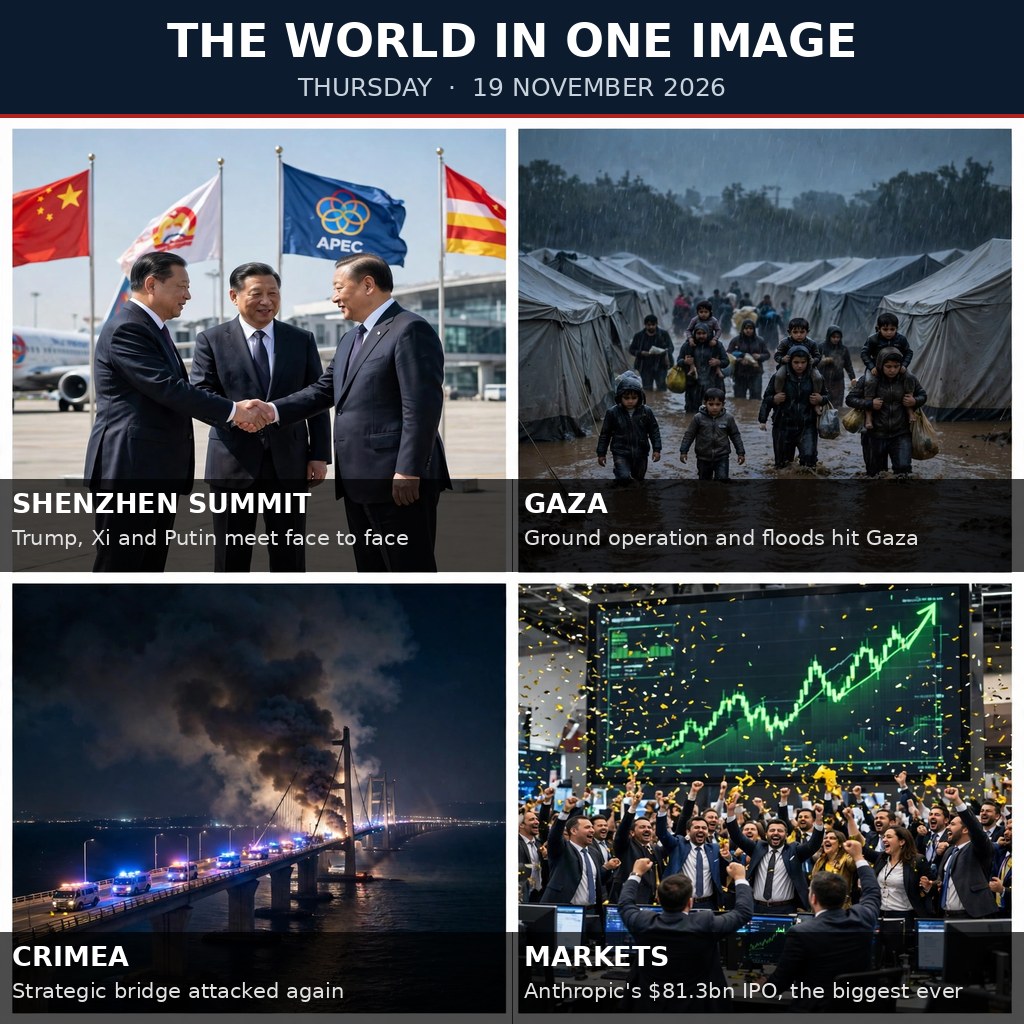 THE WORLD IN ONE IMAGE
THURSDAY · 19 NOVEMBER 2026
APEC
SHENZHEN SUMMIT
Trump, Xi and Putin meet face to face
GAZA
Ground operation and floods hit Gaza
CRIMEA
Strategic bridge attacked again
MARKETS
Anthropic's $81.3bn IPO, the biggest ever